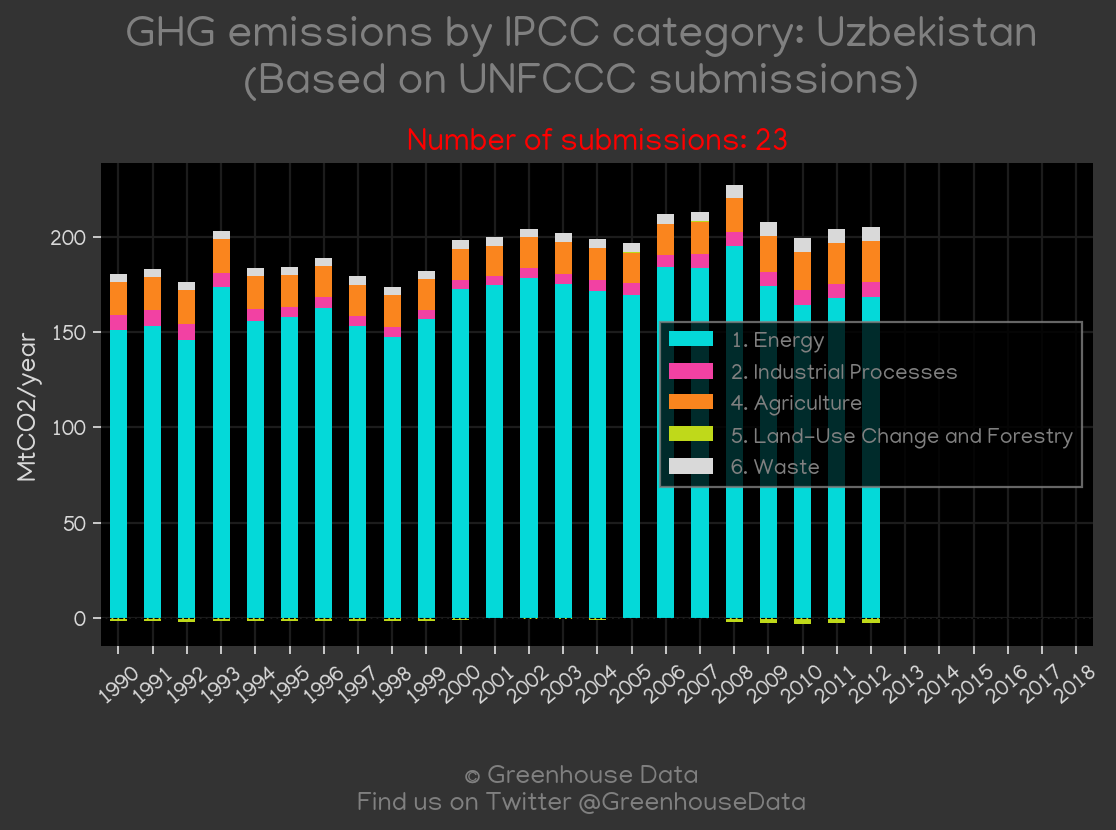 GHG emissions by IPCC category: Uzbekistan
(Based on UNFCCC submissions)
Number of submissions: 23
MtCO2/year
200
150
100
50
0
1. Energy
2. Industrial Processes
4. Agriculture
5. Land-Use Change and Forestry
6. Waste
1990 1991 1992 1993 1994 1995 1996 1997 1998 1999 2000 2001 2002 2003 2004 2005 2006 2007 2008 2009 2010 2011 2012 2013 2014 2015 2016 2017 2018
© Greenhouse Data
Find us on Twitter @GreenhouseData